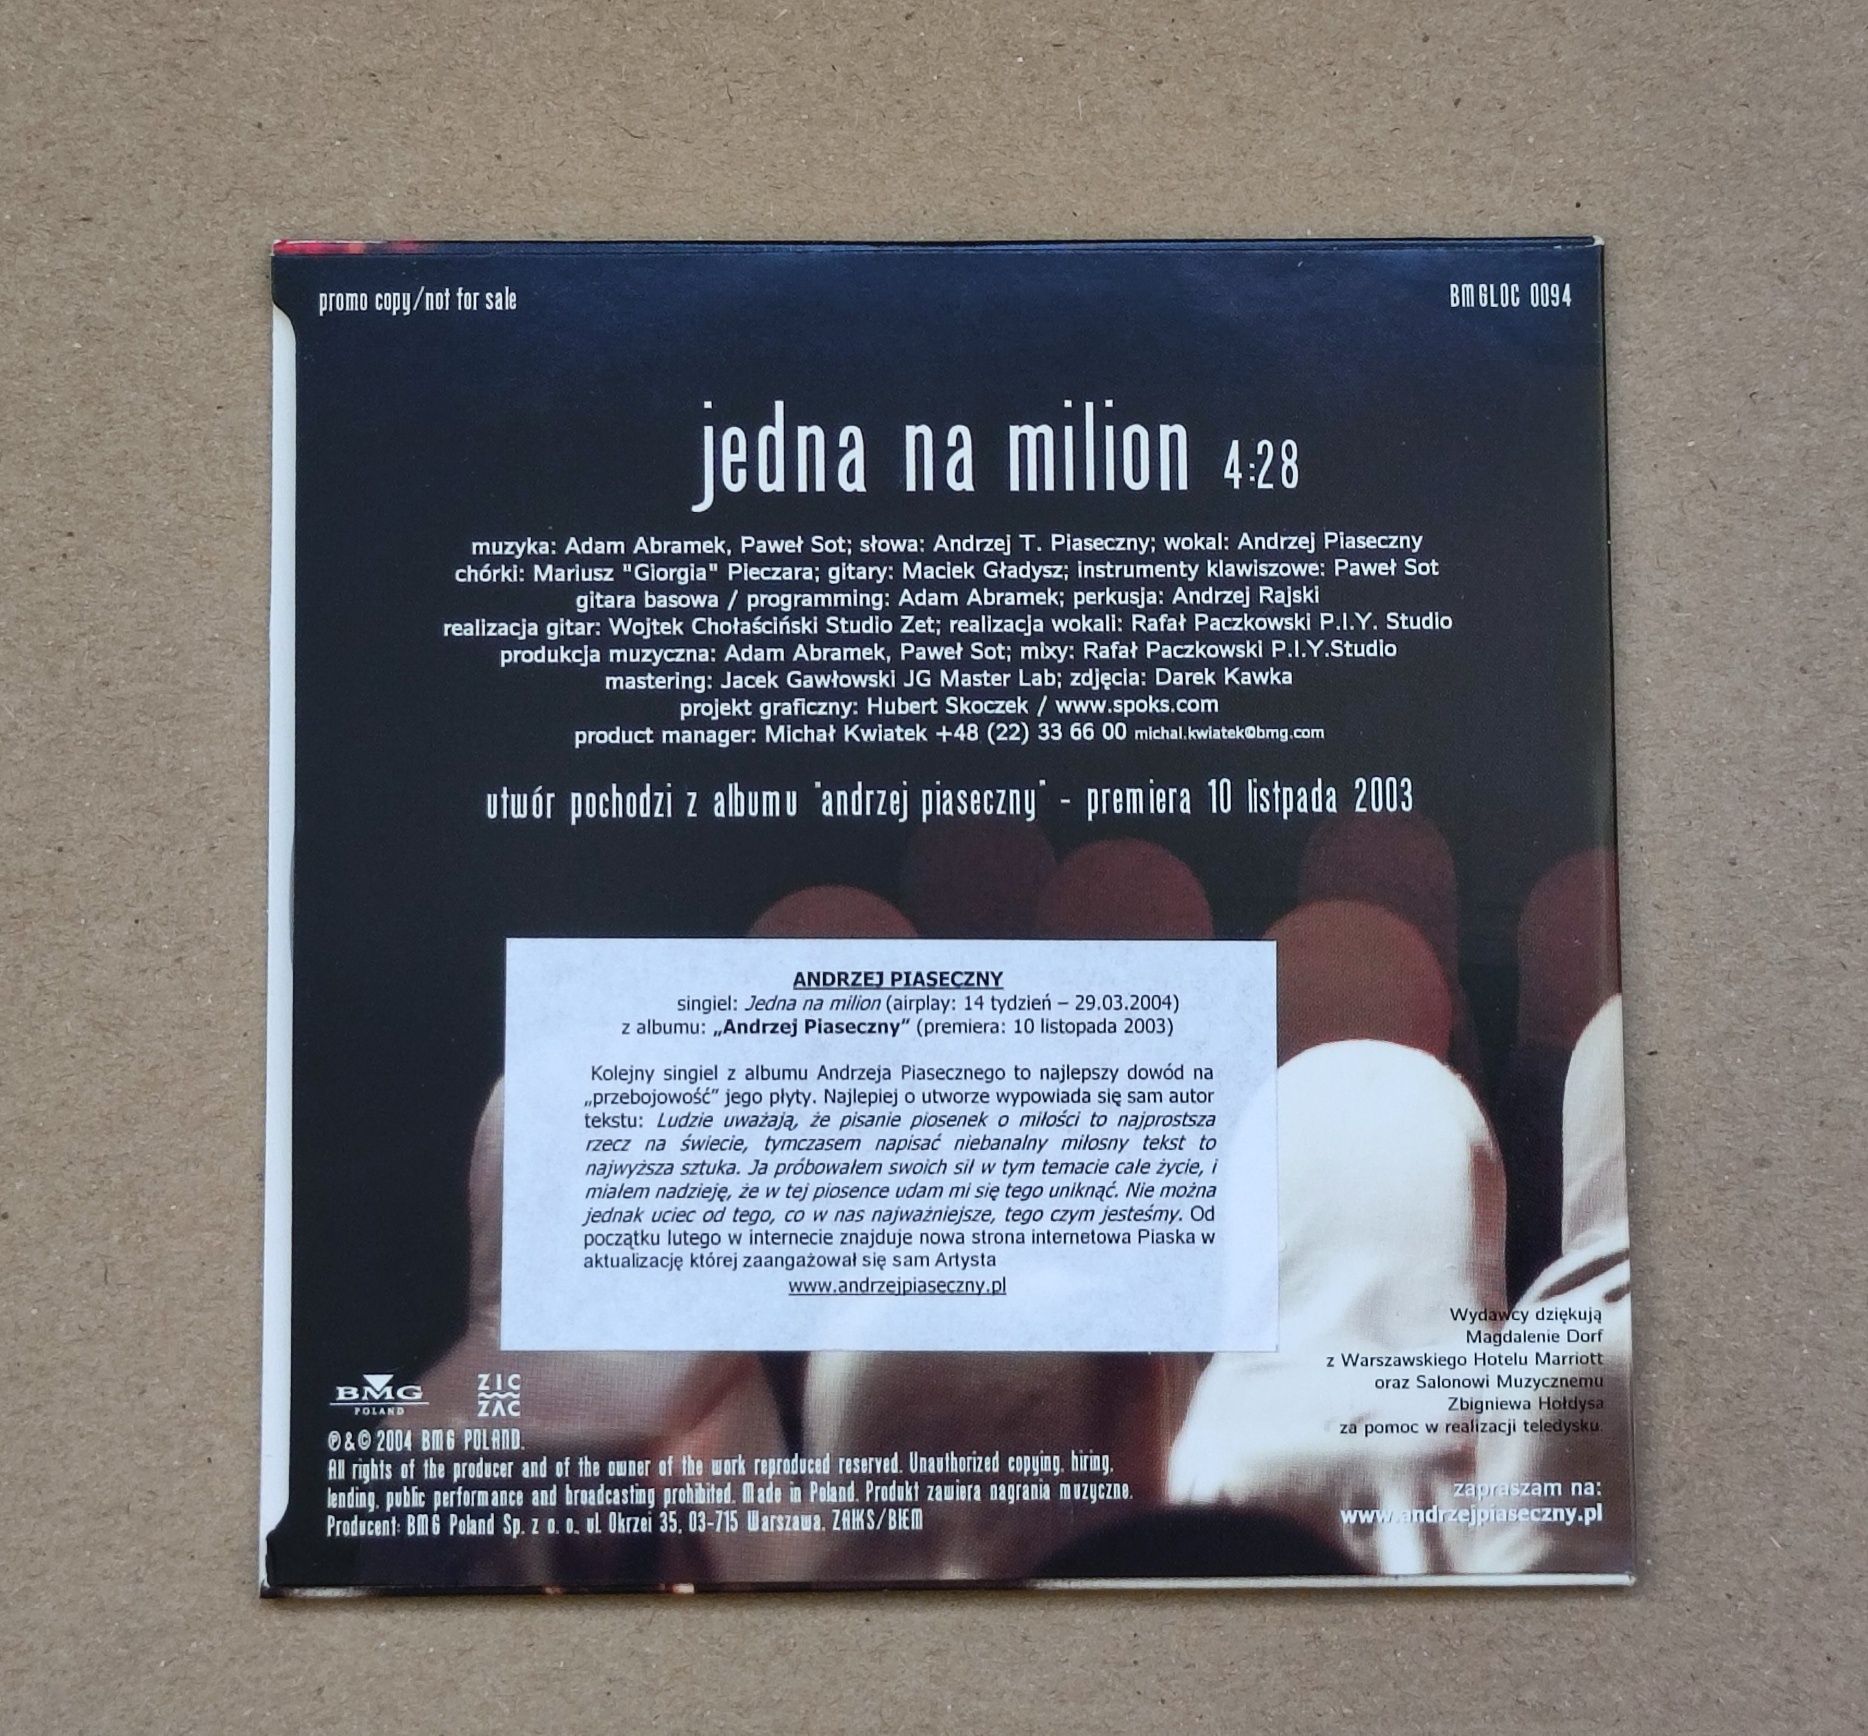 promo copy/not for sale
BMGLOC 0094
jedna na milion 4:28
muzyka: Adam Abramek, Paweł Sot; słowa: Andrzej T. Piaseczny; wokal: Andrzej Piaseczny
chórki: Mariusz "Giorgia" Pieczara; gitary: Maciek Gładysz; instrumenty klawiszowe: Paweł Sot
gitara basowa / programming: Adam Abramek; perkusja: Andrzej Rajski
realizacja gitar: Wojtek Chołaściński Studio Zet; realizacja wokali: Rafał Paczkowski P.I.Y. Studio
produkcja muzyczna: Adam Abramek, Paweł Sot; mixy: Rafał Paczkowski P.I.Y.Studio
mastering: Jacek Gawłowski JG Master Lab; zdjęcia: Darek Kawka
projekt graficzny: Hubert Skoczek / www.spoks.com
product manager: Michał Kwiatek +48 (22) 33 66 00 michal.kwiatek@bmg.com
utwór pochodzi z albumu "andrzej piaseczny" - premiera 10 listpada 2003
ANDRZEJ PIASECZNY
singiel: Jedna na milion (airplay: 14 tydzień – 29.03.2004)
z albumu: „Andrzej Piaseczny” (premiera: 10 listopada 2003)
Kolejny singiel z albumu Andrzeja Piasecznego to najlepszy dowód na
„przebojowość” jego płyty. Najlepiej o utworze wypowiada się sam autor
tekstu: Ludzie uważają, że pisanie piosenek o miłości to najprostsza
rzecz na świecie, tymczasem napisać niebanalny miłosny tekst to
najwyższa sztuka. Ja próbowałem swoich sił w tym temacie całe życie, i
miałem nadzieję, że w tej piosence udam mi się tego uniknąć. Nie można
jednak uciec od tego, co w nas najważniejsze, tego czym jesteśmy. Od
początku lutego w internecie znajduje nowa strona internetowa Piaska w
aktualizację której zaangażował się sam Artysta
www.andrzejpiaseczny.pl
Wydawcy dziękują
Magdalenie Dorf
z Warszawskiego Hotelu Marriott
oraz Salonowi Muzycznemu
Zbigniewa Hołdysa
za pomoc w realizacji teledysku.
zapraszam na:
www.andrzejpiaseczny.pl
BMG
POLAND
ZIC
ZAC
℗ & © 2004 BMG POLAND.
All rights of the producer and of the owner of the work reproduced reserved. Unauthorized copying, hiring,
lending, public performance and broadcasting prohibited. Made in Poland. Produkt zawiera nagrania muzyczne.
Producent: BMG Poland Sp. z o. o., ul. Okrzei 35, 03-715 Warszawa. ZAIKS/BIEM